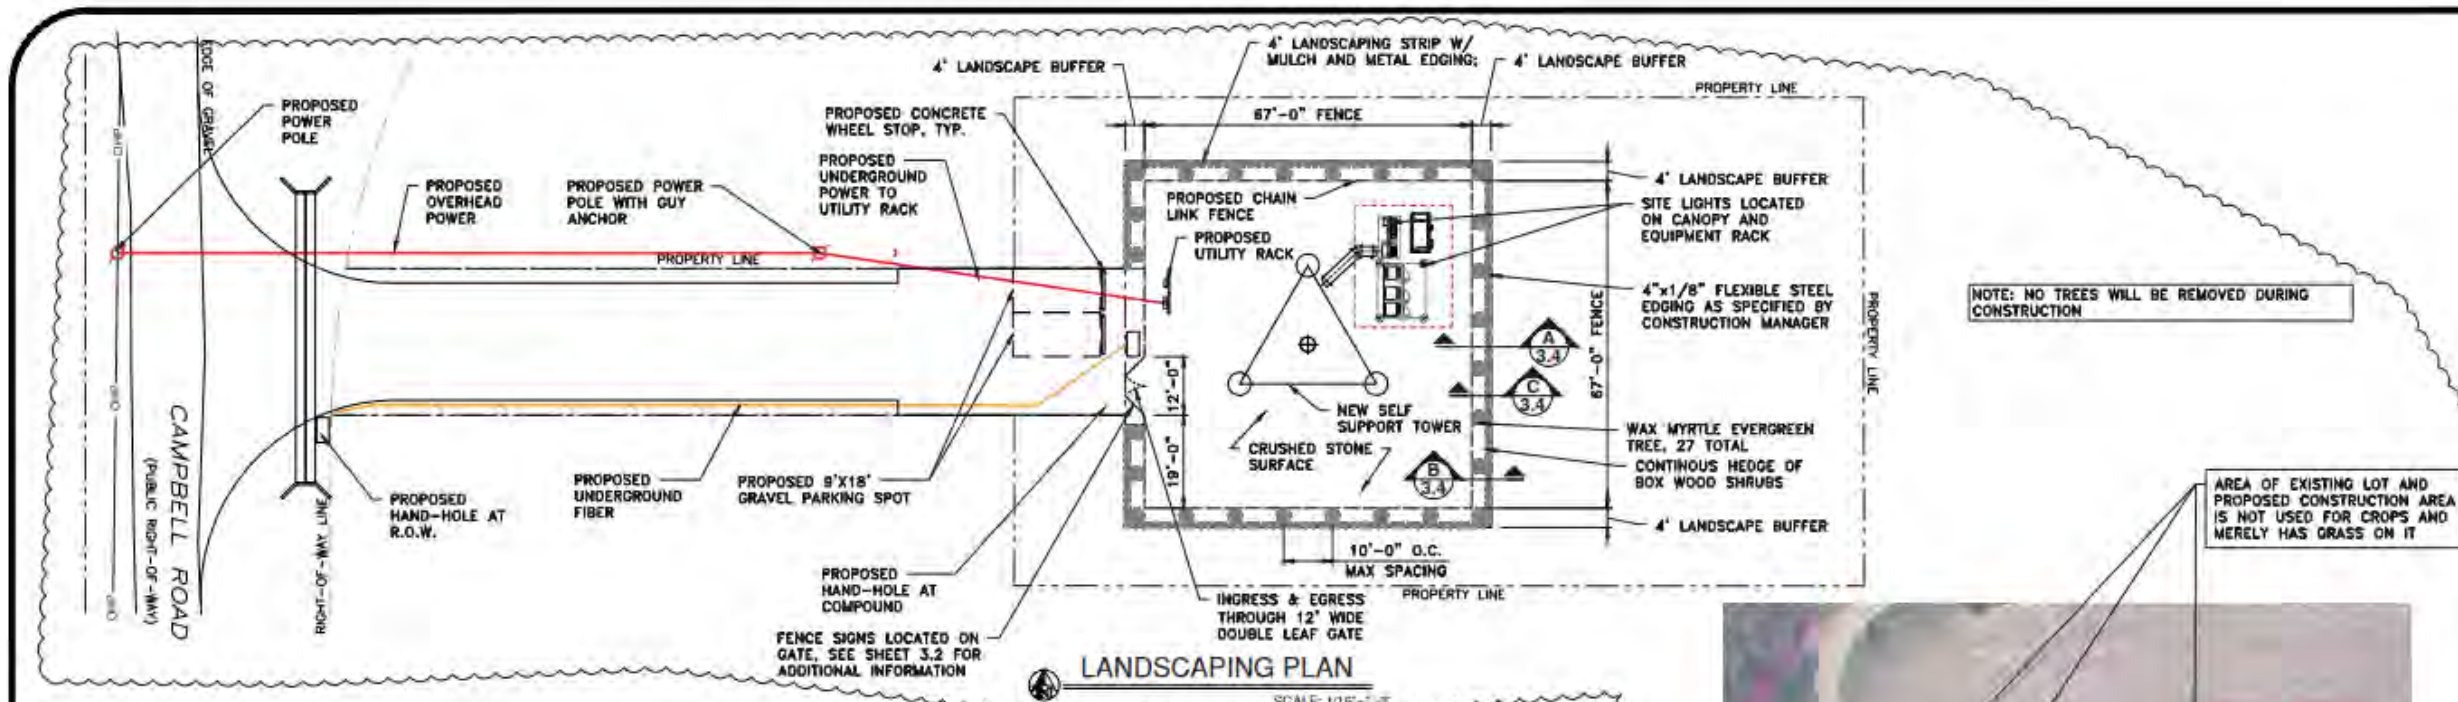 4' LANDSCAPING STRIP W/
MULCH AND METAL EDGING;
4' LANDSCAPE BUFFER
4' LANDSCAPE BUFFER
PROPERTY LINE
EDGE OF GRAVEL
PROPOSED
POWER
POLE
PROPOSED CONCRETE
WHEEL STOP, TYP.
67'-0" FENCE
OHP
PROPOSED
OVERHEAD
POWER
PROPOSED POWER
POLE WITH GUY
ANCHOR
PROPOSED
UNDERGROUND
POWER TO
UTILITY RACK
PROPOSED CHAIN
LINK FENCE
PROPOSED
UTILITY RACK
4' LANDSCAPE BUFFER
SITE LIGHTS LOCATED
ON CANOPY AND
EQUIPMENT RACK
PROPERTY LINE
4"x1/8" FLEXIBLE STEEL
EDGING AS SPECIFIED BY
CONSTRUCTION MANAGER
67'-0" FENCE
PROPERTY LINE
NOTE: NO TREES WILL BE REMOVED DURING
CONSTRUCTION
A
3.4
C
3.4
B
3.4
12'-0"
19'-0"
OHP
CAMPBELL ROAD
(PUBLIC RIGHT-OF-WAY)
OHP
RIGHT-OF-WAY LINE
PROPOSED
HAND-HOLE AT
R.O.W.
PROPOSED
UNDERGROUND
FIBER
PROPOSED 9'X18'
GRAVEL PARKING SPOT
NEW SELF
SUPPORT TOWER
CRUSHED STONE
SURFACE
WAX MYRTLE EVERGREEN
TREE, 27 TOTAL
CONTINOUS HEDGE OF
BOX WOOD SHRUBS
4' LANDSCAPE BUFFER
AREA OF EXISTING LOT AND
PROPOSED CONSTRUCTION AREA
IS NOT USED FOR CROPS AND
MERELY HAS GRASS ON IT
10'-0" O.C.
MAX SPACING
PROPERTY LINE
PROPOSED
HAND-HOLE AT
COMPOUND
INGRESS & EGRESS
THROUGH 12' WIDE
DOUBLE LEAF GATE
FENCE SIGNS LOCATED ON
GATE, SEE SHEET 3.2 FOR
ADDITIONAL INFORMATION
LANDSCAPING PLAN
SCALE: